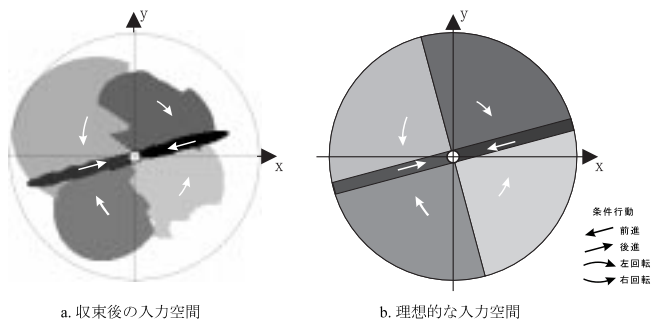 y
x
a. 収束後の入力空間
y
x
b. 理想的な入力空間
条件行動
前進
後進
左回転
右回転